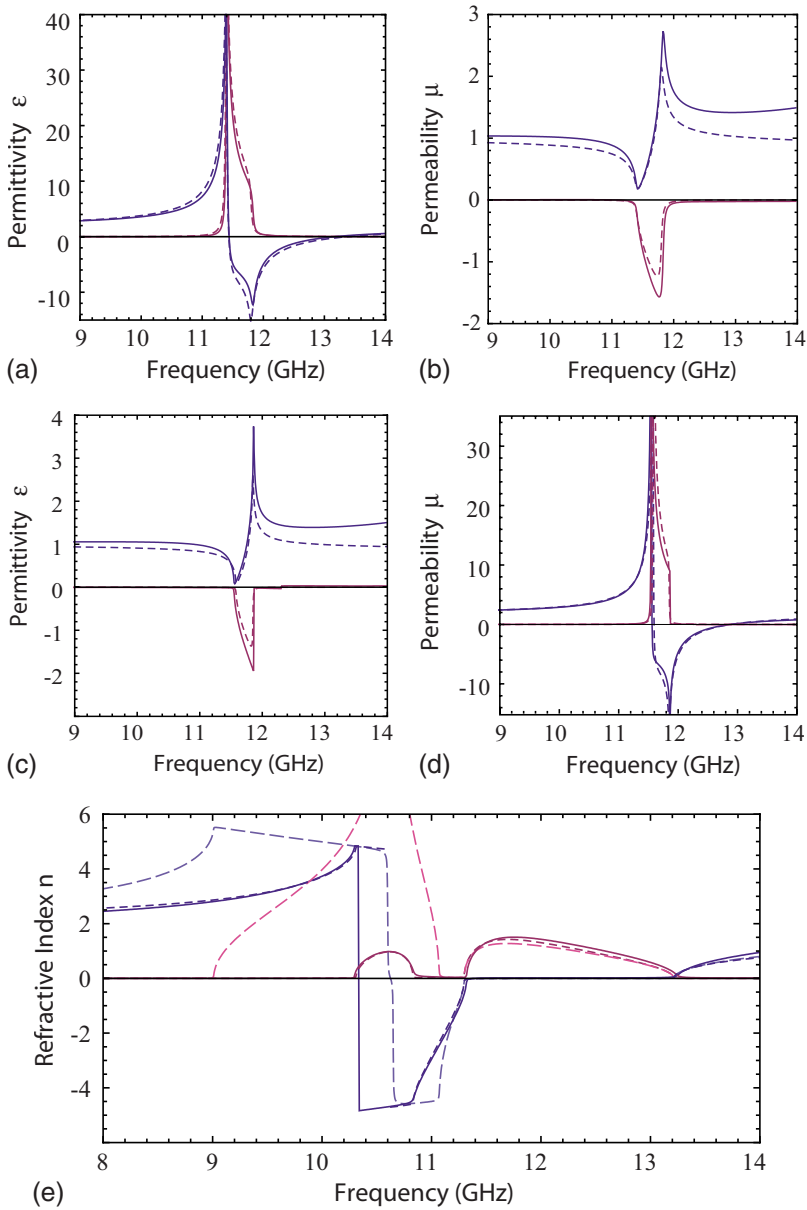 40
30
20
10
0
-10
9 10 11 12 13 14
Permittivity ε
(a) Frequency (GHz)
3
2
1
0
-1
-2
9 10 11 12 13 14
Permeability μ
(b) Frequency (GHz)
4
3
2
1
0
-1
-2
9 10 11 12 13 14
Permittivity ε
(c) Frequency (GHz)
30
20
10
0
-10
9 10 11 12 13 14
Permeability μ
(d) Frequency (GHz)
6
4
2
0
-2
-4
8 9 10 11 12 13 14
Refractive Index n
(e) Frequency (GHz)